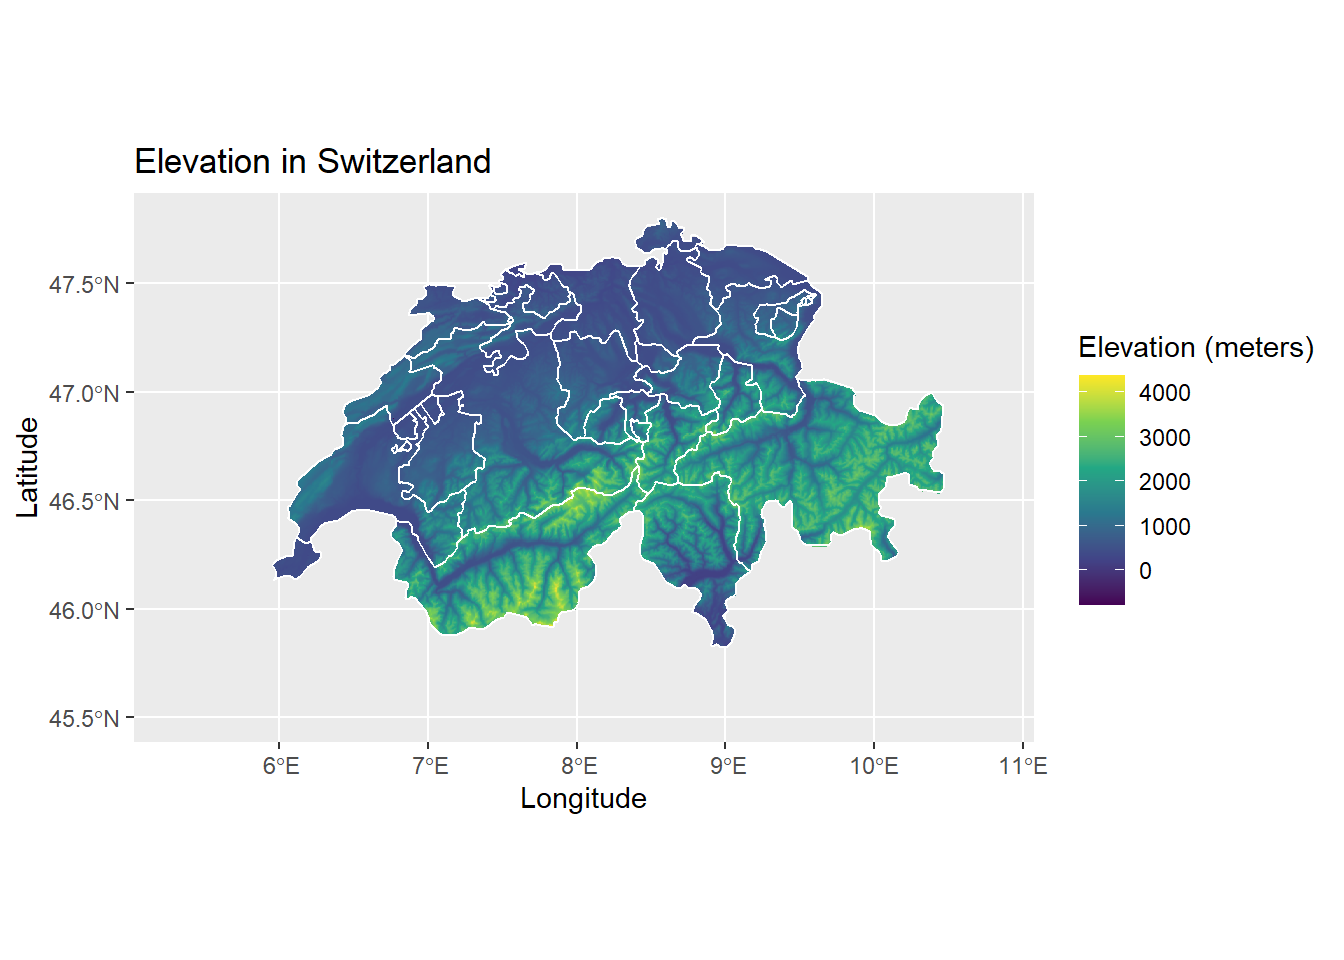 Elevation in Switzerland
47.5°N
47.0°N
46.5°N
46.0°N
45.5°N
Latitude
6°E
7°E
8°E
9°E
10°E
11°E
Longitude
Elevation (meters)
4000
3000
2000
1000
0